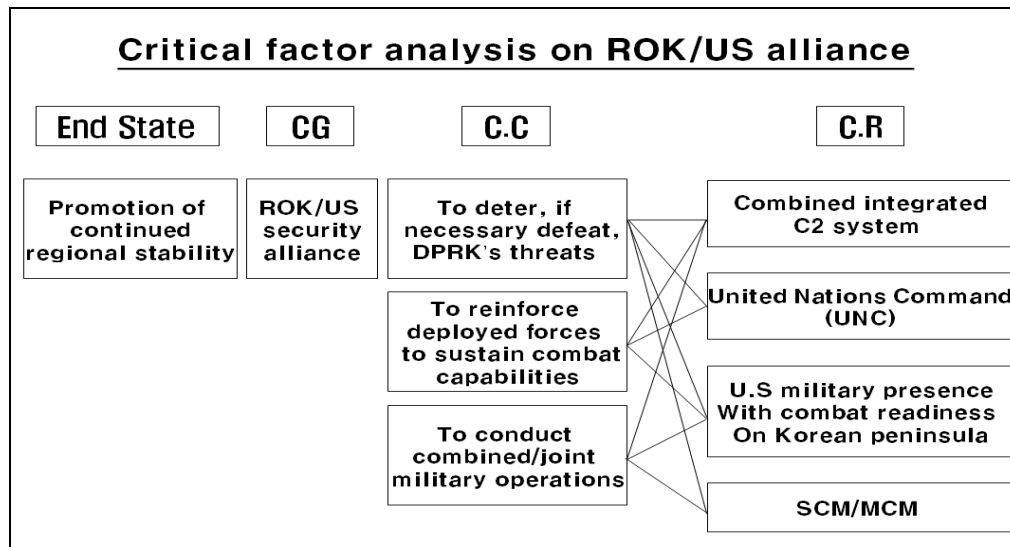 Critical factor analysis on ROK/US alliance
End State
CG
C.C
C.R
Promotion of
continued
regional stability
ROK/US
security
alliance
To deter, if
necessary defeat,
DPRK's threats
To reinforce
deployed forces
to sustain combat
capabilities
To conduct
combined/joint
military operations
Combined integrated
C2 system
United Nations Command
(UNC)
U.S military presence
With combat readiness
On Korean peninsula
SCM/MCM